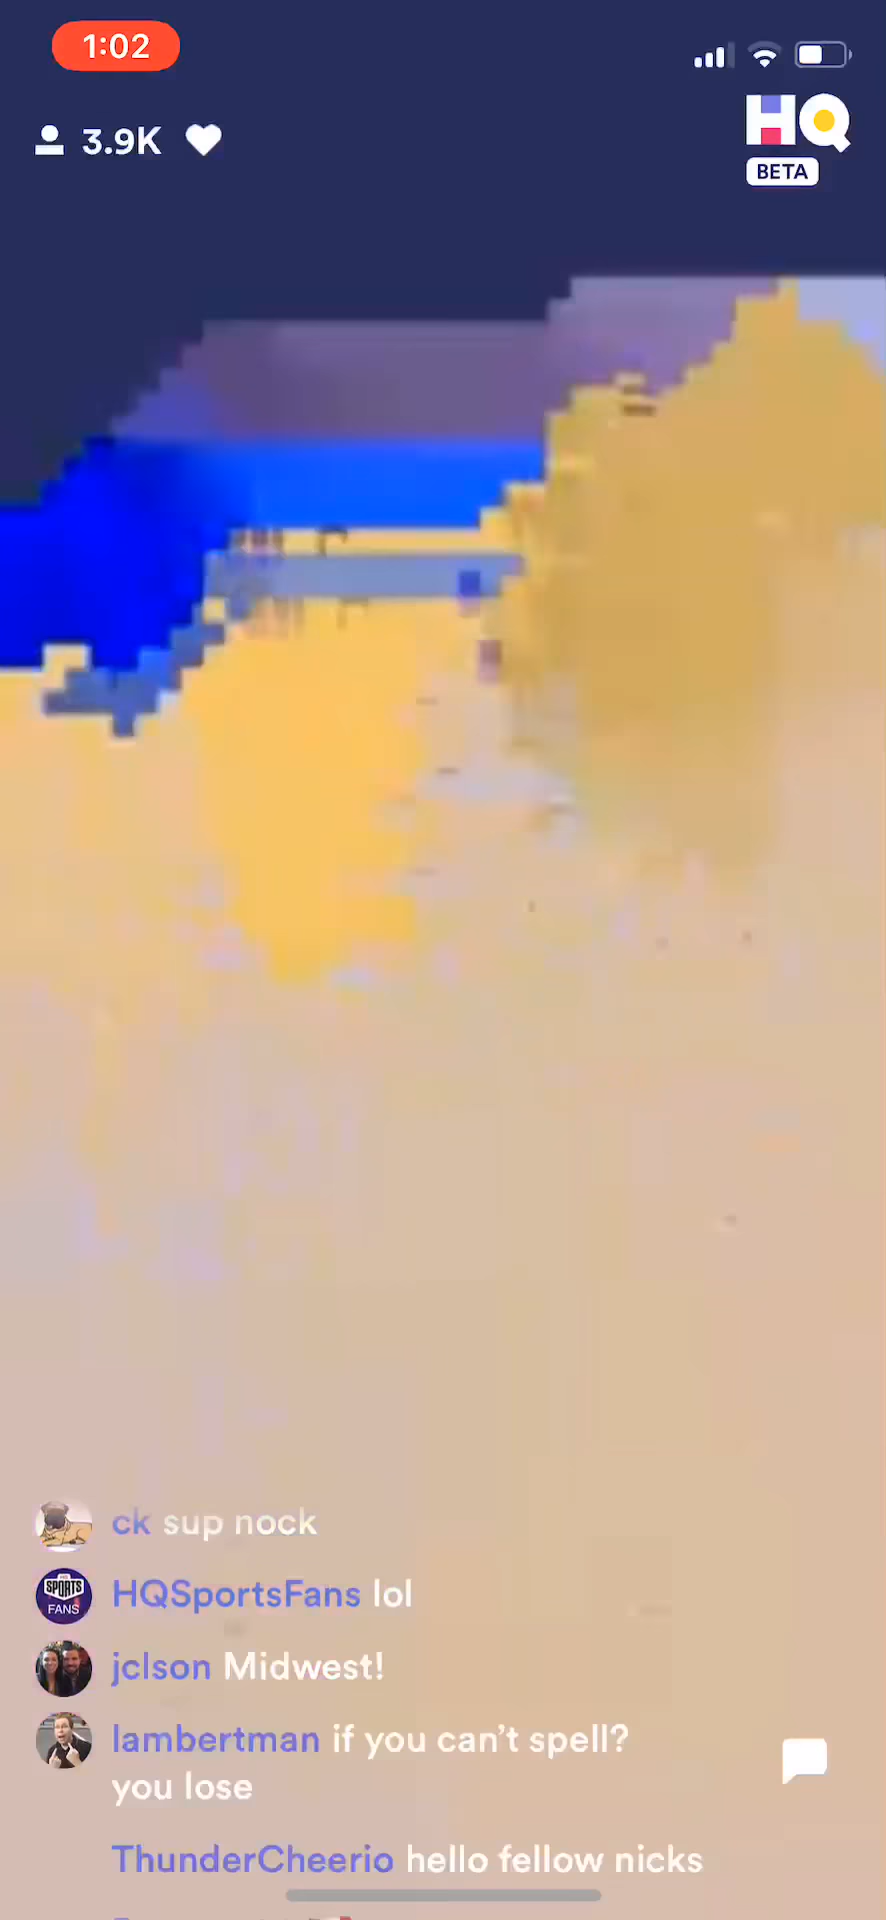 1:02
3.9K
HQ
BETA
ck sup nock
SPORTS
FANS
HQSportsFans lol
jclson Midwest!
lambertman if you can’t spell?
you lose
ThunderCheerio hello fellow nicks